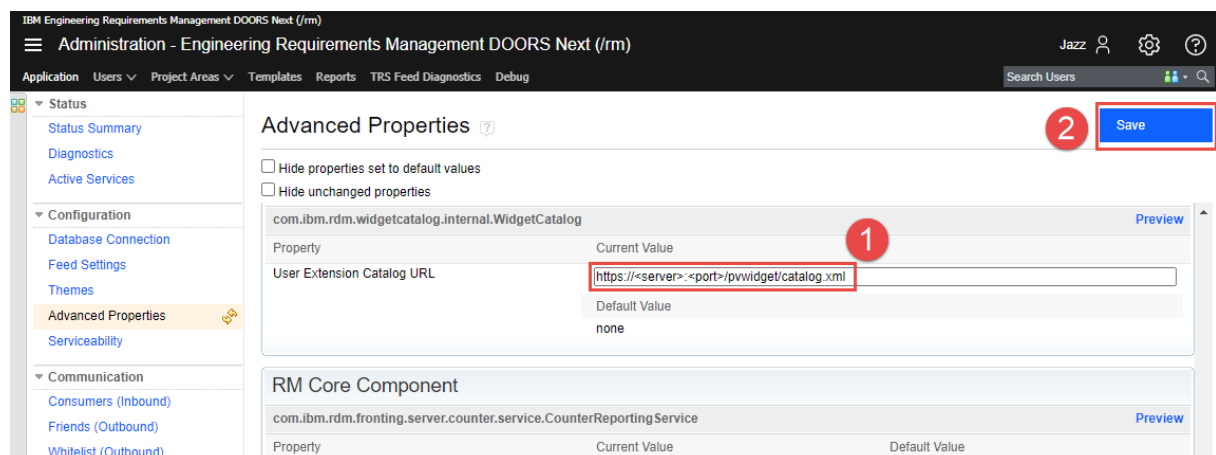 IBM Engineering Requirements Management DOORS Next (/rm)
Administration - Engineering Requirements Management DOORS Next (/rm)
Jazz
Application Users Project Areas Templates Reports TRS Feed Diagnostics Debug
Search Users
Status
Status Summary
Diagnostics
Active Services
Configuration
Database Connection
Feed Settings
Themes
Advanced Properties
Serviceability
Communication
Consumers (Inbound)
Friends (Outbound)
Whitelist (Outbound)
Advanced Properties ?
2
Save
Hide properties set to default values
Hide unchanged properties
com.ibm.rdm.widgetcatalog.internal.WidgetCatalog
Preview
1
Property Current Value
User Extension Catalog URL
https://<server>:<port>/pvwidget/catalog.xml
Default Value
none
RM Core Component
com.ibm.rdm.fronting.server.counter.service.CounterReportingService
Preview
Property Current Value Default Value